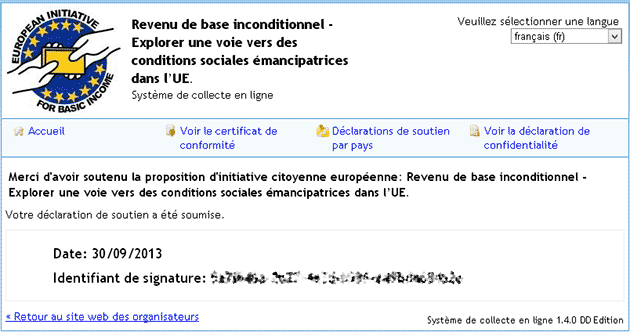 EUROPEAN INITIATIVE
FOR BASIC INCOME
Revenu de base inconditionnel -
Explorer une voie vers des
conditions sociales émancipatrices
dans l'UE.
Système de collecte en ligne
Veuillez sélectionner une langue
français (fr)
Accueil
Voir le certificat de
conformité
Déclarations de soutien
par pays
Voir la déclaration de
confidentialité
Merci d'avoir soutenu la proposition d'initiative citoyenne européenne: Revenu de base inconditionnel -
Explorer une voie vers des conditions sociales émancipatrices dans l'UE.
Votre déclaration de soutien a été soumise.
Date: 30/09/2013
Identifiant de signature:
« Retour au site web des organisateurs
Système de collecte en ligne 1.4.0 DD Edition